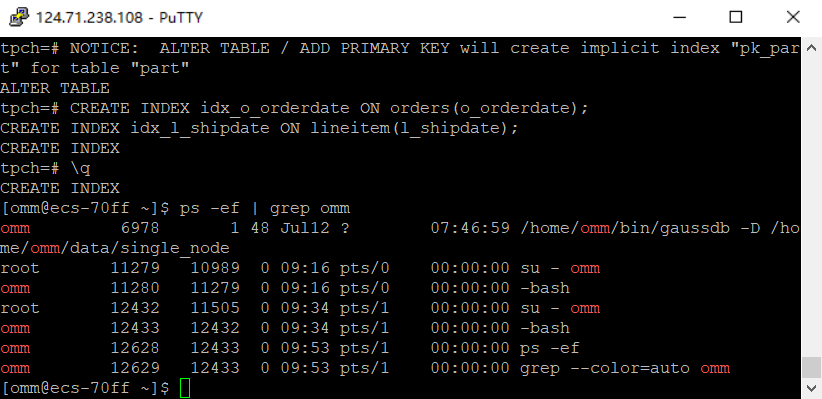 124.71.238.108 - PuTTY
tpch=# NOTICE:  ALTER TABLE / ADD PRIMARY KEY will create implicit index "pk_par
t" for table "part"
ALTER TABLE
tpch=# CREATE INDEX idx_o_orderdate ON orders(o_orderdate);
CREATE INDEX idx_l_shipdate ON lineitem(l_shipdate);
CREATE INDEX
tpch=# \q
CREATE INDEX
[omm@ecs-70ff ~]$ ps -ef | grep omm
omm         6978       1 48 Jul12 ?        07:46:59 /home/omm/bin/gaussdb -D /ho
me/omm/data/single_node
root       11279   10989  0 09:16 pts/0    00:00:00 su - omm
omm        11280   11279  0 09:16 pts/0    00:00:00 -bash
root       12432   11505  0 09:34 pts/1    00:00:00 su - omm
omm        12433   12432  0 09:34 pts/1    00:00:00 -bash
omm        12628   12433  0 09:53 pts/1    00:00:00 ps -ef
omm        12629   12433  0 09:53 pts/1    00:00:00 grep --color=auto omm
[omm@ecs-70ff ~]$